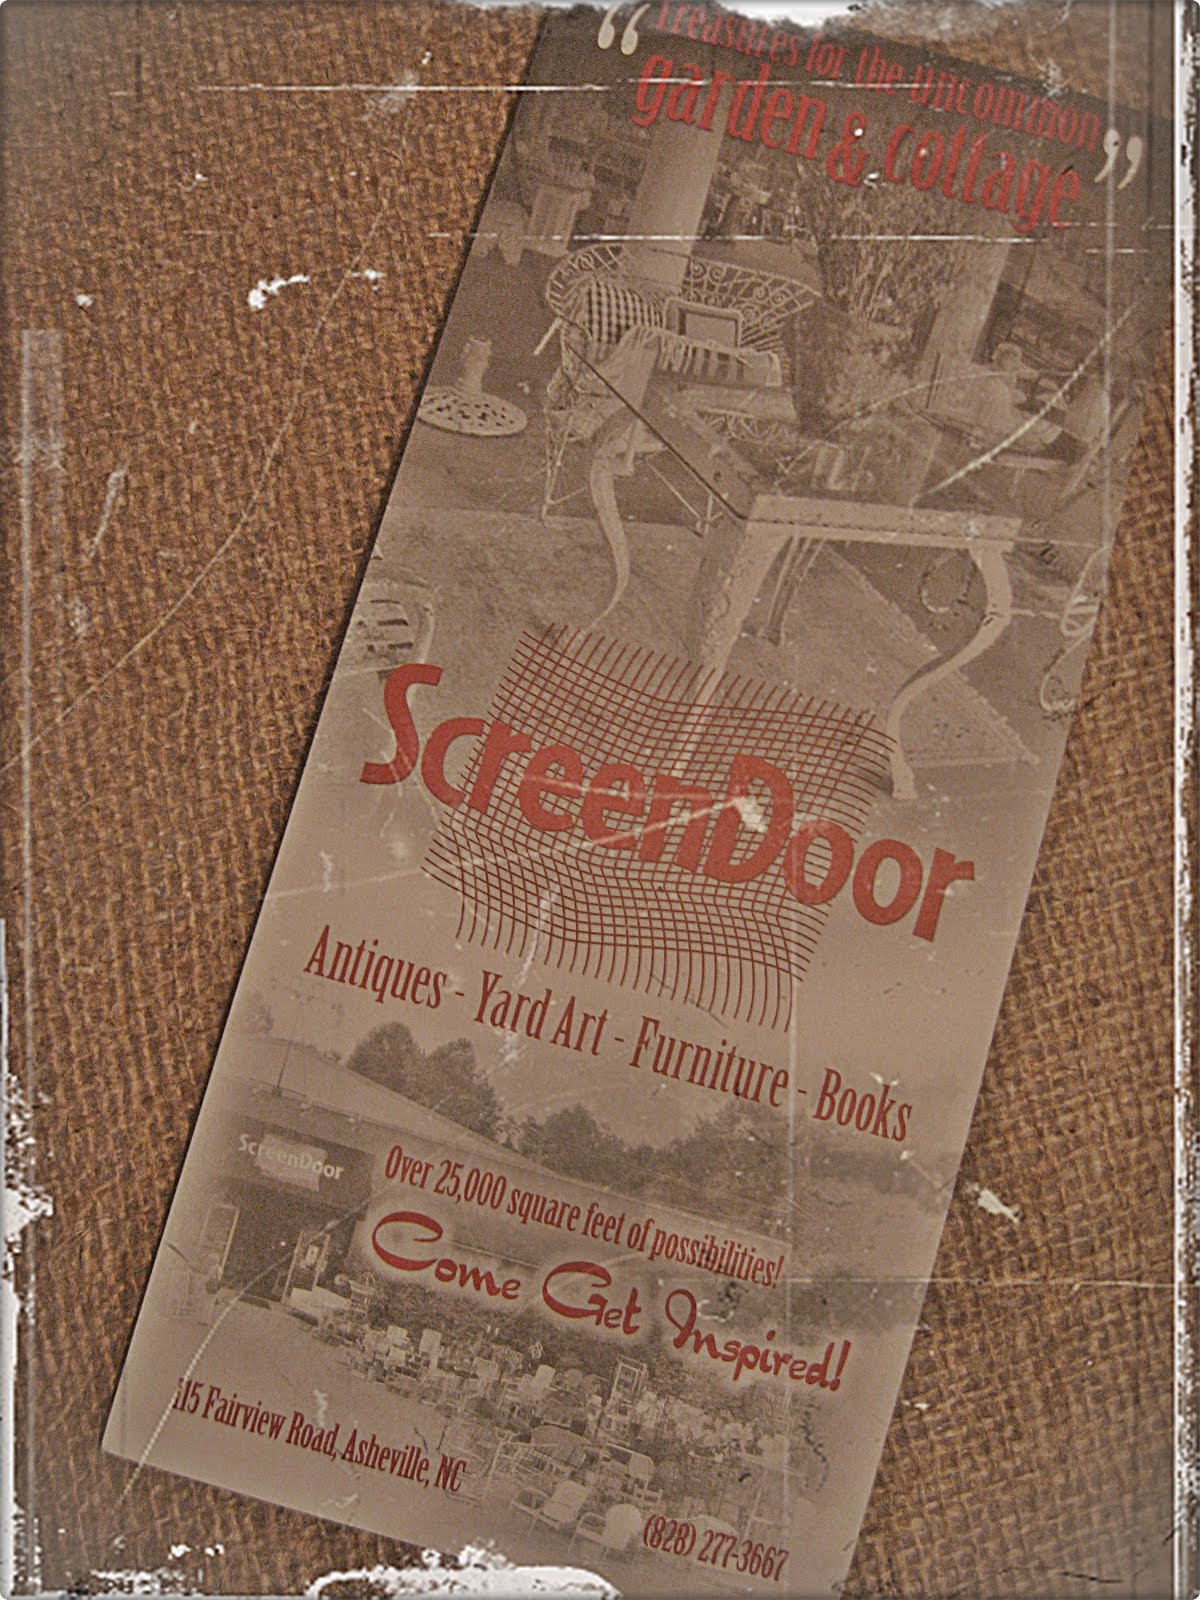 “Treasures for the uncommon
garden & cottage”
ScreenDoor
Antiques - Yard Art - Furniture - Books
ScreenDoor
Over 25,000 square feet of possibilities!
Come Get Inspired!
115 Fairview Road, Asheville, NC
(828) 277-3667